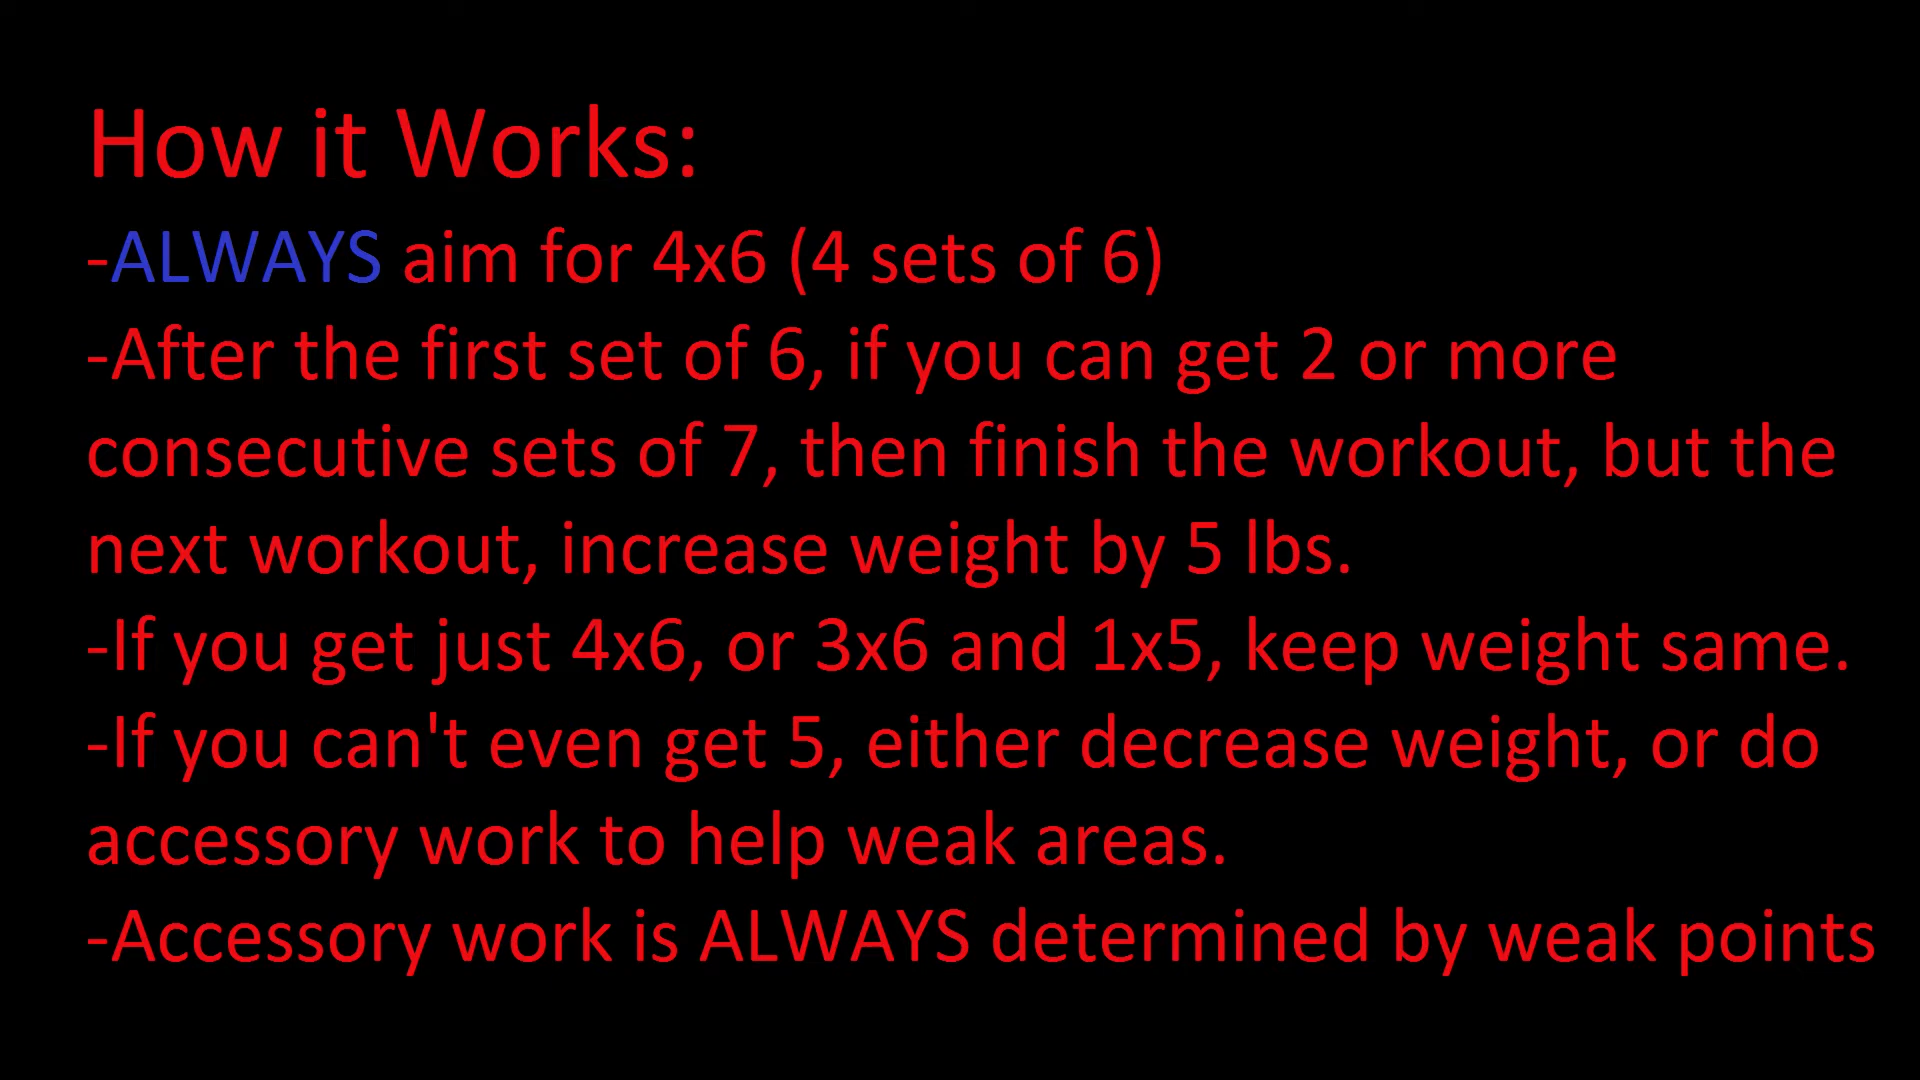 How it Works:
-ALWAYS aim for 4x6 (4 sets of 6)
-After the first set of 6, if you can get 2 or more
consecutive sets of 7, then finish the workout, but the
next workout, increase weight by 5 lbs.
-If you get just 4x6, or 3x6 and 1x5, keep weight same.
-If you can't even get 5, either decrease weight, or do
accessory work to help weak areas.
-Accessory work is ALWAYS determined by weak points